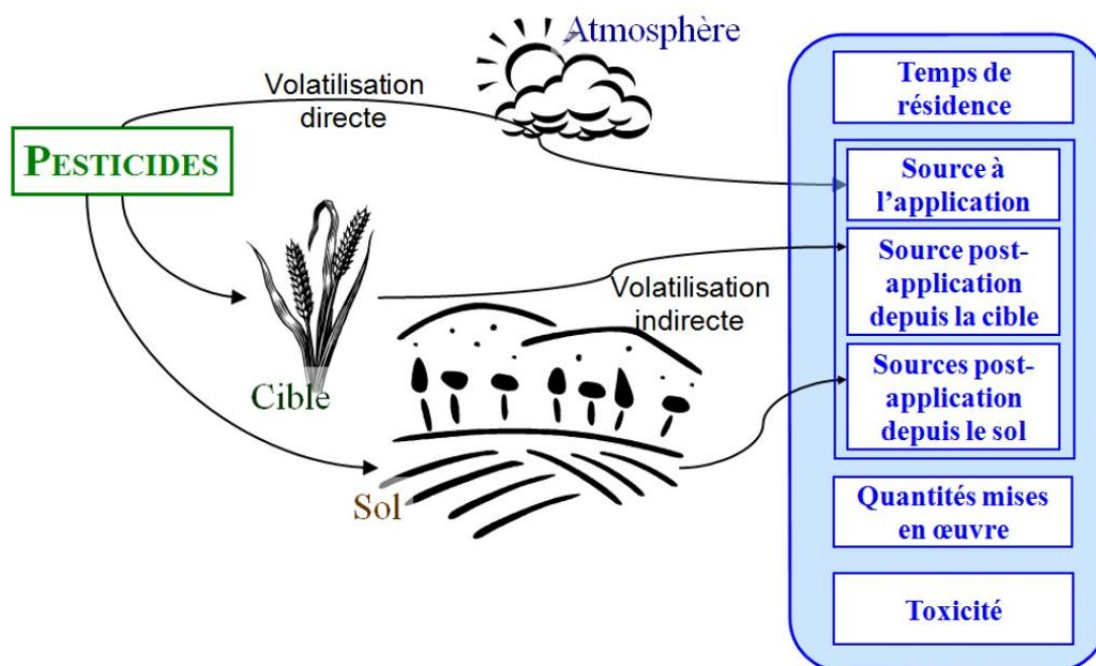 Atmosphère
Volatilisation
directe
PESTICIDES
Cible
Sol
Volatilisation
indirecte
Temps de
résidence
Source à
l'application
Source post-
application
depuis la cible
Sources post-
application
depuis le sol
Quantités mises
en œuvre
Toxicité